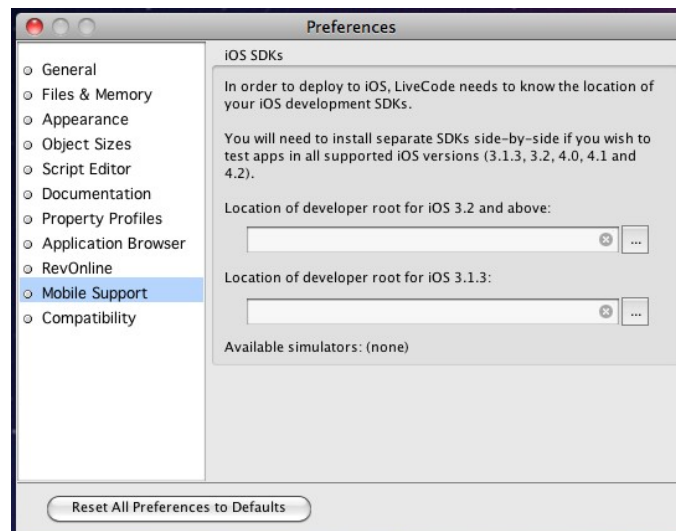 Preferences
General
Files & Memory
Appearance
Object Sizes
Script Editor
Documentation
Property Profiles
Application Browser
RevOnline
Mobile Support
Compatibility
iOS SDKs
In order to deploy to iOS, LiveCode needs to know the location of
your iOS development SDKs.
You will need to install separate SDKs side-by-side if you wish to
test apps in all supported iOS versions (3.1.3, 3.2, 4.0, 4.1 and
4.2).
Location of developer root for iOS 3.2 and above:
...
Location of developer root for iOS 3.1.3:
...
Available simulators: (none)
Reset All Preferences to Defaults